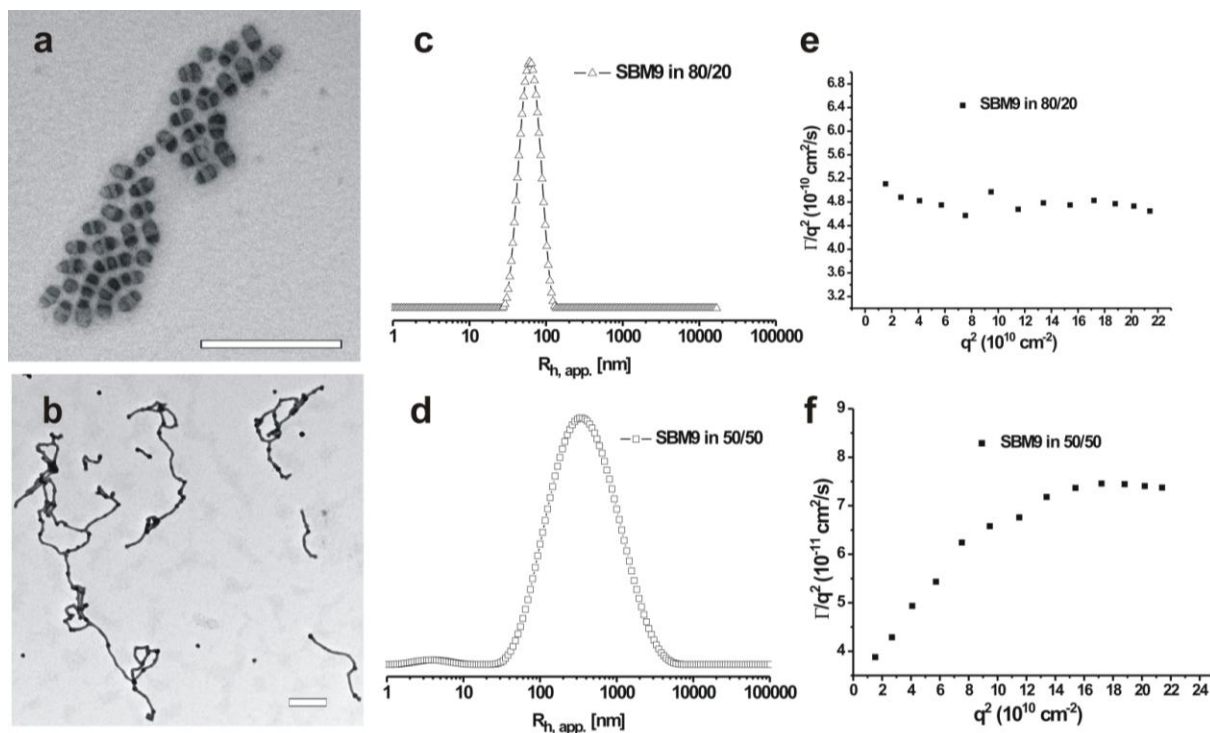 a
b
c
SBM9 in 80/20
1 10 100 1000 10000 100000
Rh, app. [nm]
d
SBM9 in 50/50
1 10 100 1000 10000 100000
Rh, app. [nm]
e
SBM9 in 80/20
6.8
6.4
6.0
5.6
5.2
4.8
4.4
4.0
3.6
3.2
Γ/q² (10⁻¹⁰ cm²/s)
0 2 4 6 8 10 12 14 16 18 20 22
q² (10¹⁰ cm⁻²)
f
SBM9 in 50/50
9
8
7
6
5
4
Γ/q² (10⁻¹¹ cm²/s)
0 2 4 6 8 10 12 14 16 18 20 22 24
q² (10¹⁰ cm⁻²)